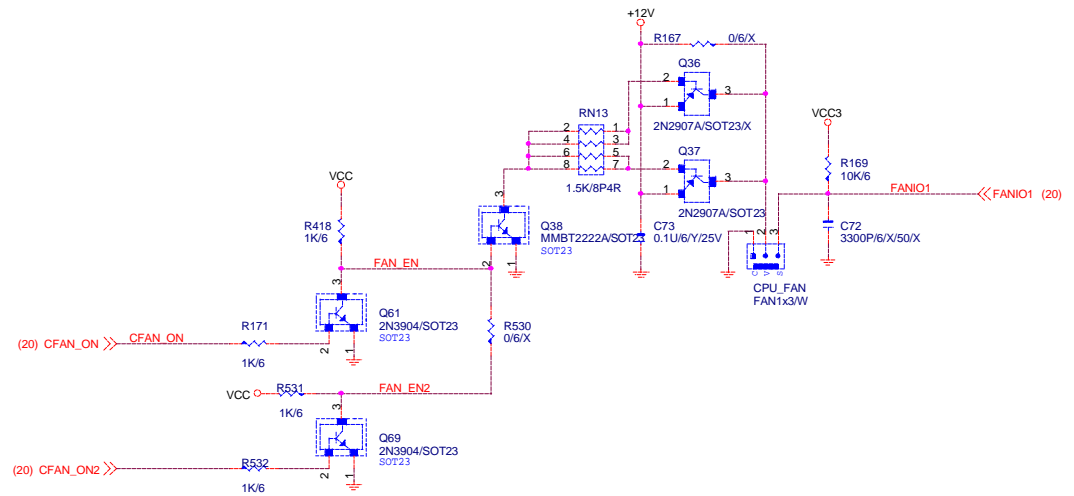 +12V
R167 0/6/X
Q36
2
1
3
2N2907A/SOT23/X
RN13
2 1
4 3
6 5
8 7
1.5K/8P4R
Q37
2
1
3
2N2907A/SOT23
VCC3
R169
10K/6
FANIO1
FANIO1 (20)
C72
3300P/6/X/50/X
VCC
R418
1K/6
3
Q38
MMBT2222A/SOT23
SOT23
2
1
C73
0.1U/6/Y/25V
1
2
3
C V S
CPU_FAN
FAN1x3/W
FAN_EN
3
Q61
2N3904/SOT23
SOT23
2
1
R530
0/6/X
(20) CFAN_ON
CFAN_ON
R171
1K/6
VCC
R531
1K/6
FAN_EN2
3
Q69
2N3904/SOT23
SOT23
2
1
(20) CFAN_ON2
R532
1K/6